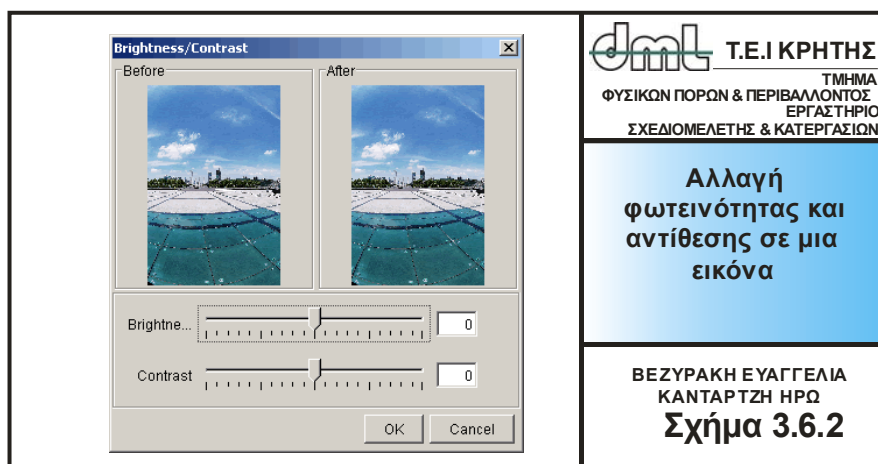 Brightness/Contrast
Before
After
Brightne...
0
Contrast
0
OK
Cancel
dml
Τ.Ε.Ι ΚΡΗΤΗΣ
ΤΜΗΜΑ
ΦΥΣΙΚΩΝ ΠΟΡΩΝ & ΠΕΡΙΒΑΛΛΟΝΤΟΣ
ΕΡΓΑΣΤΗΡΙΟ
ΣΧΕΔΙΟΜΕΛΕΤΗΣ & ΚΑΤΕΡΓΑΣΙΩΝ
Αλλαγή
φωτεινότητας και
αντίθεσης σε μια
εικόνα
ΒΕΖΥΡΑΚΗ ΕΥΑΓΓΕΛΙΑ
ΚΑΝΤΑΡΤΖΗ ΗΡΩ
Σχήμα 3.6.2